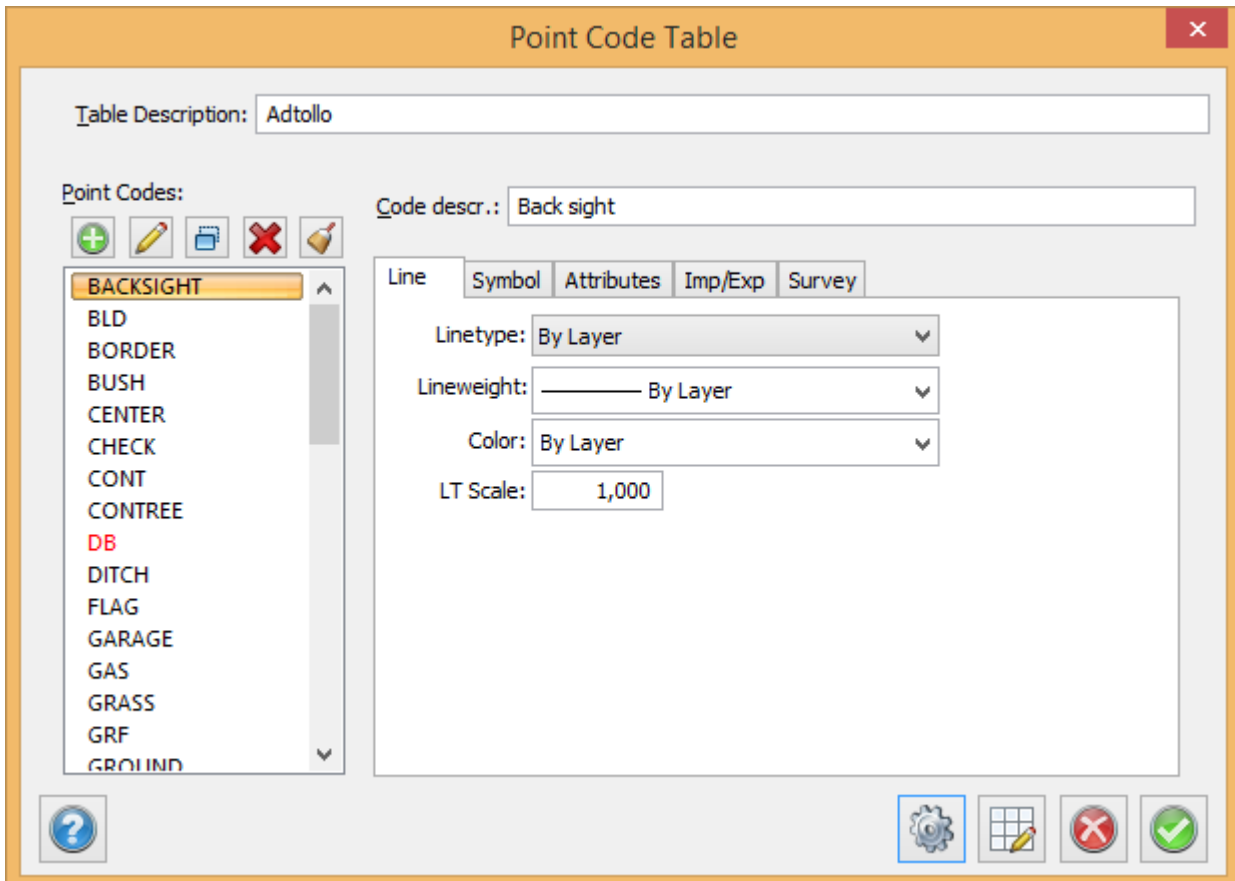 Point Code Table
Table Description: Adtollo
Point Codes:
Code descr.: Back sight
BACKSIGHT
BLD
BORDER
BUSH
CENTER
CHECK
CONT
CONTREE
DB
DITCH
FLAG
GARAGE
GAS
GRASS
GRF
GROUND
Line Symbol Attributes Imp/Exp Survey
Linetype: By Layer
Lineweight: By Layer
Color: By Layer
LT Scale: 1,000